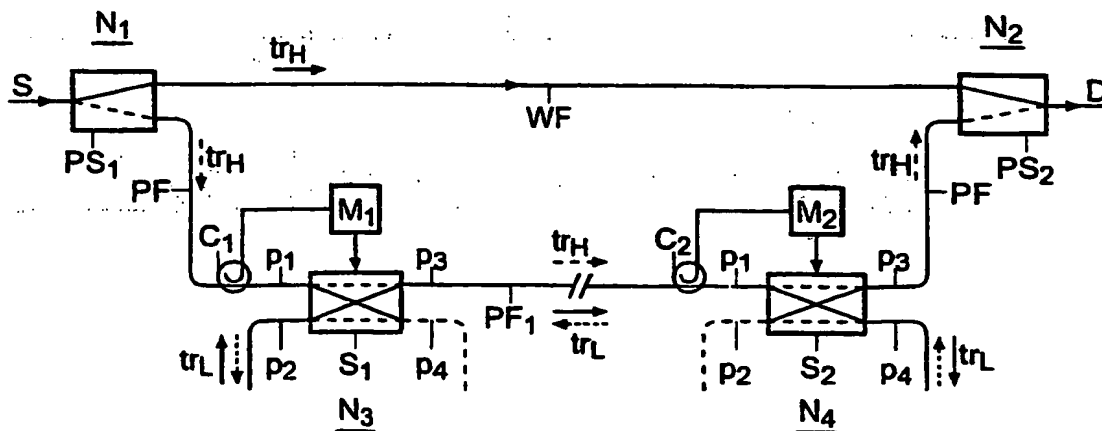 N1 N2
trH
S D
WF
PS1 trH trH PS2
PF PF
M1 M2
C1 p1 p3 trH C2 p1 p3
PF1
trL p2 S1 p4 trL p2 S2 p4 trL
N3 N4